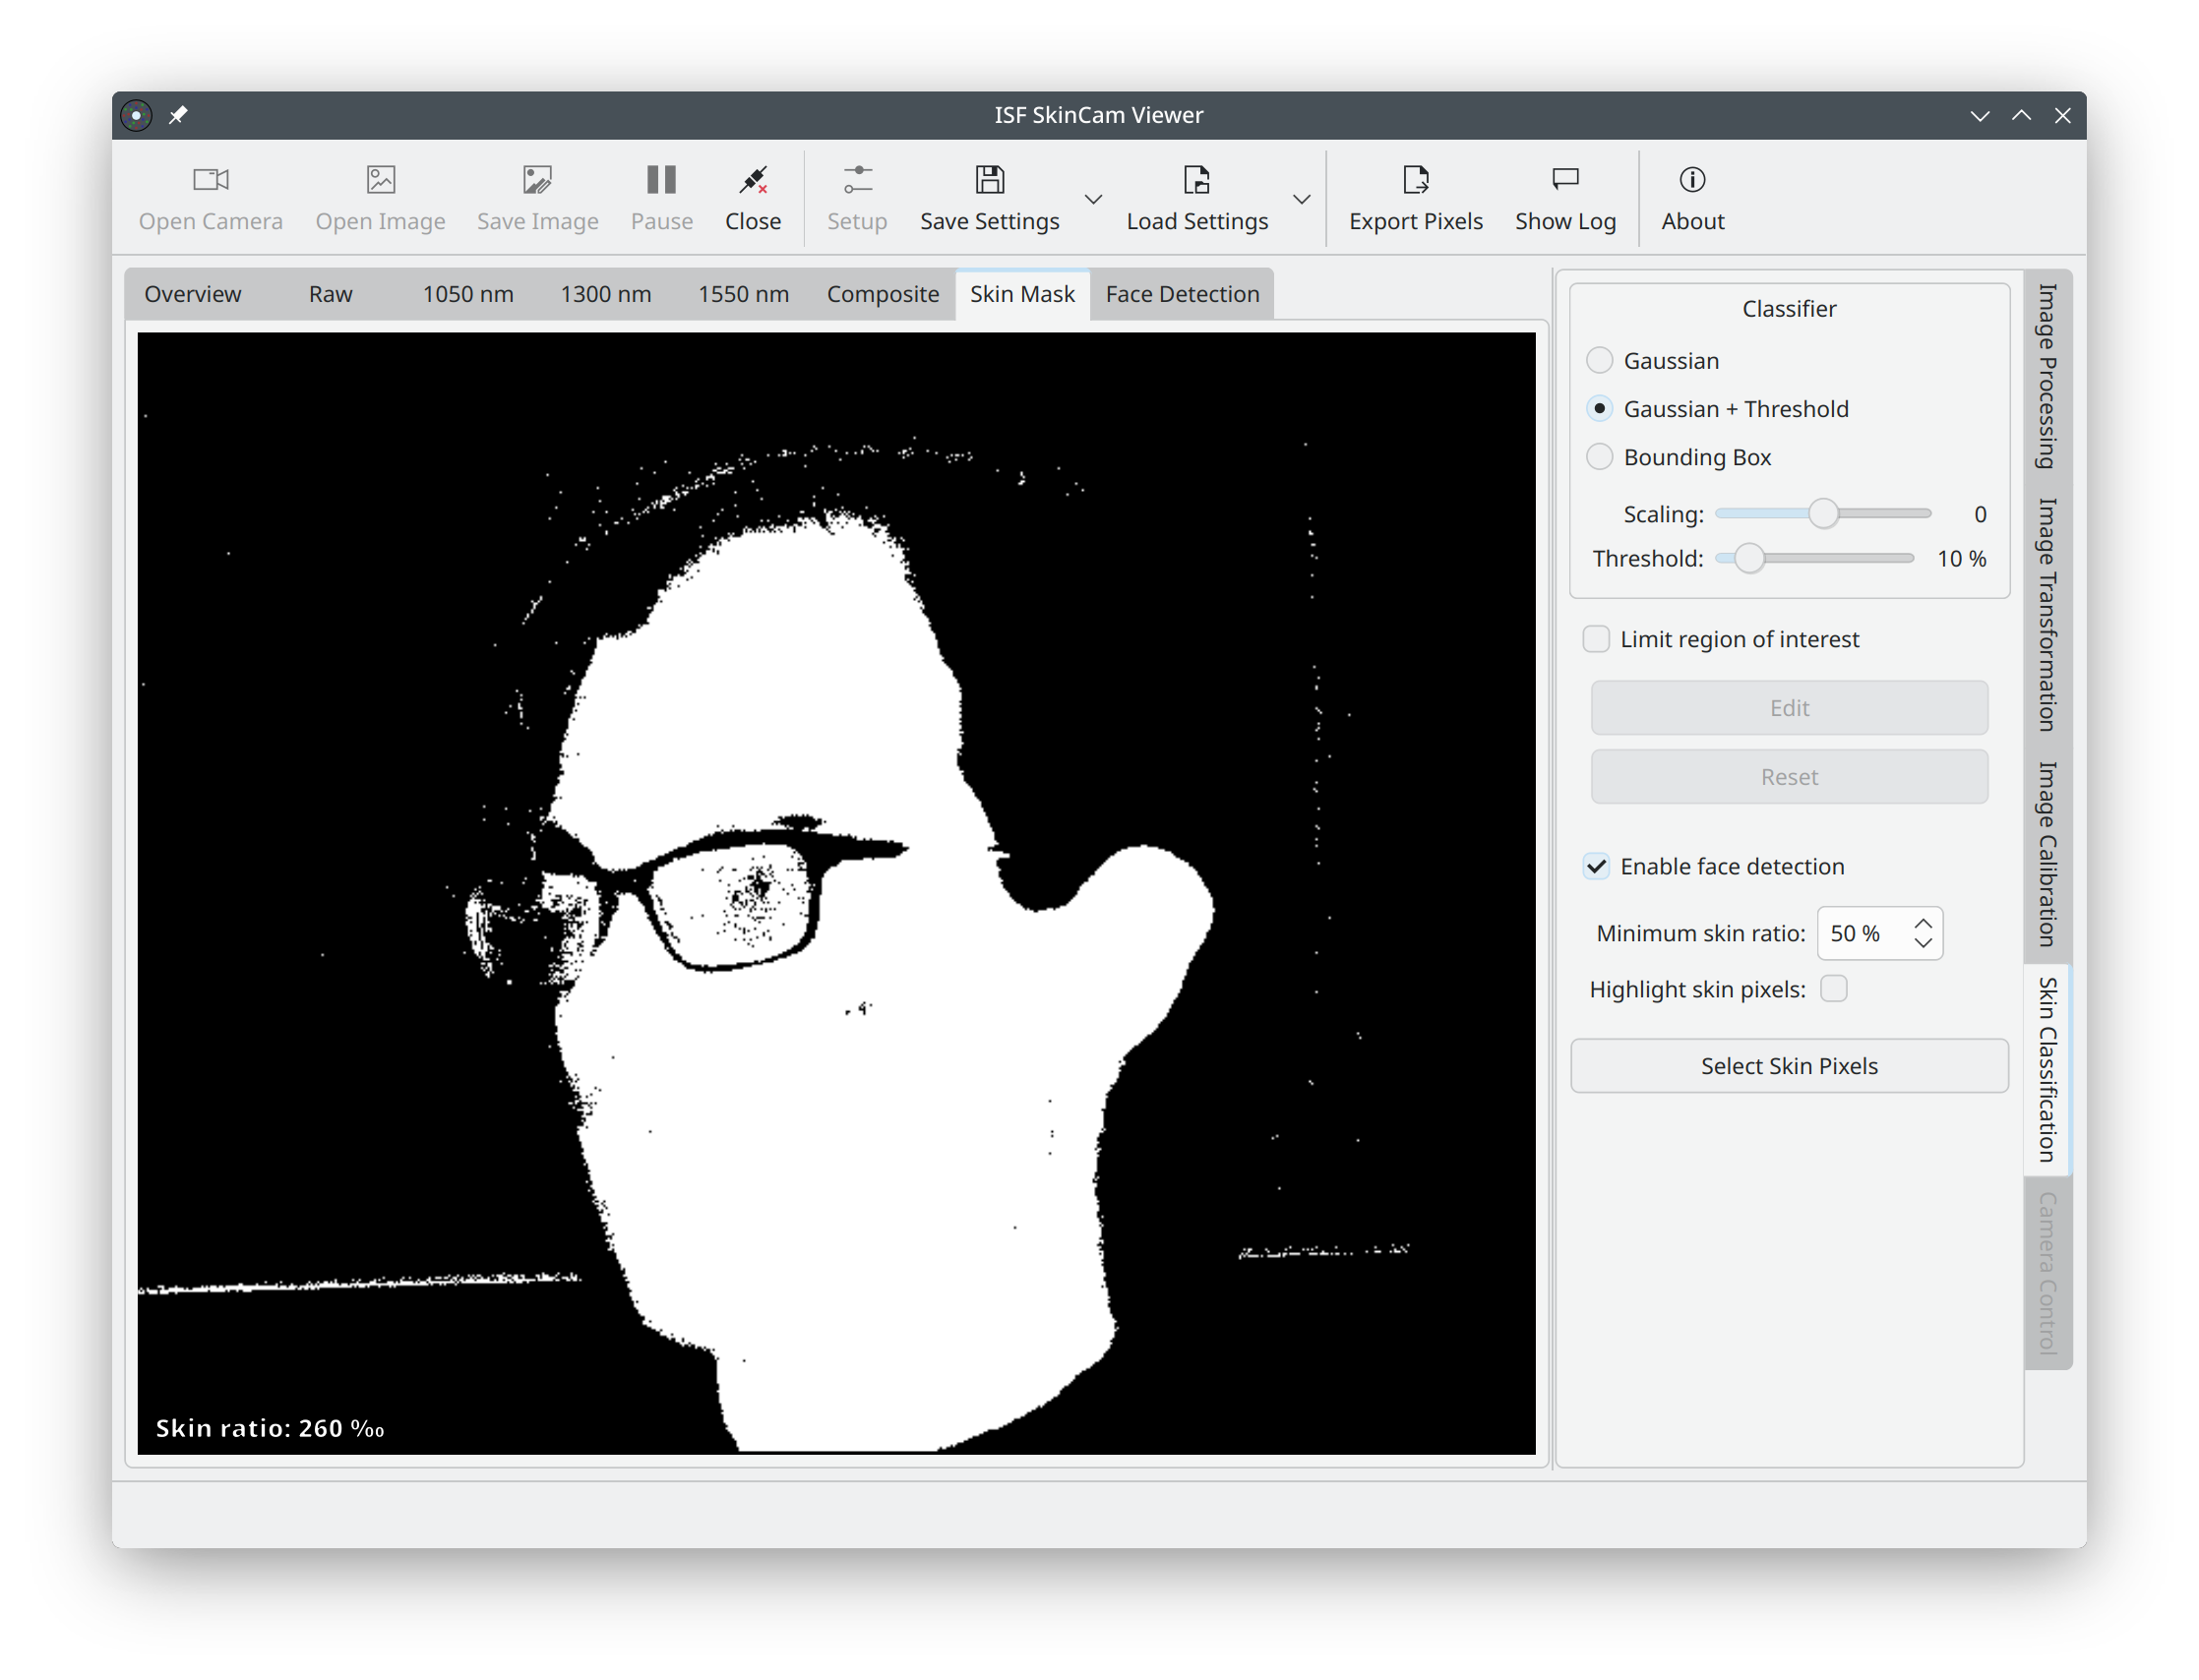 ISF SkinCam Viewer
Open Camera Open Image Save Image Pause Close Setup Save Settings Load Settings Export Pixels Show Log About
Overview Raw 1050 nm 1300 nm 1550 nm Composite Skin Mask Face Detection
Classifier
Gaussian
Gaussian + Threshold
Bounding Box
Scaling: 0
Threshold: 10 %
Limit region of interest
Edit
Reset
Enable face detection
Minimum skin ratio: 50 %
Highlight skin pixels:
Select Skin Pixels
Image Processing
Image Transformation
Image Calibration
Skin Classification
Camera Control
Skin ratio: 260 ‰